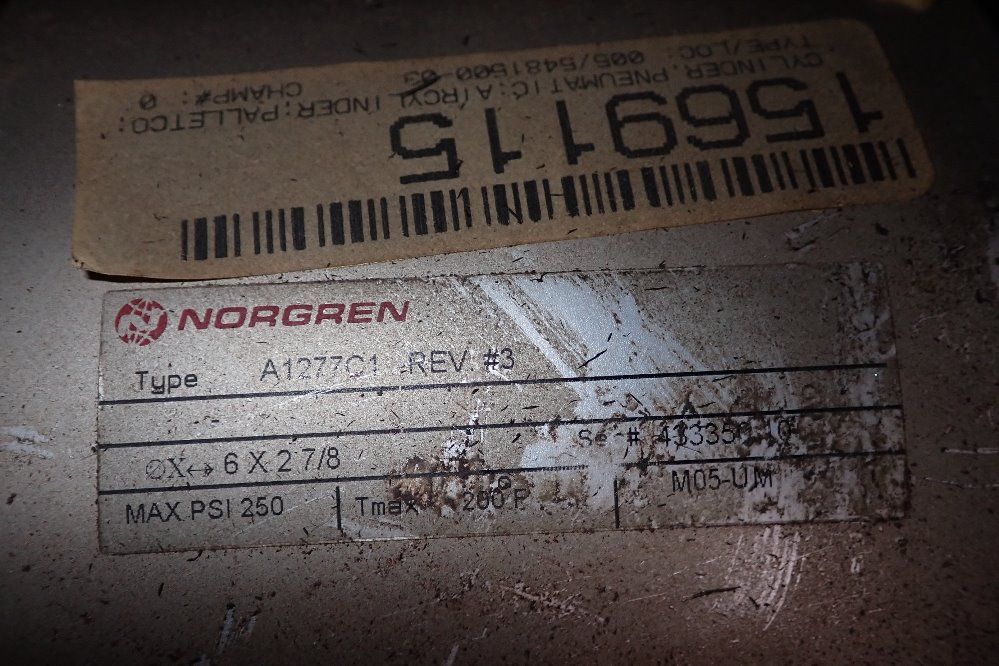 1569115
CYLINDER, PNEUMATIC:AIRCYLINDER:PALLETCO:
TYPE/LOC: 005/5481500-03 CHAMP#: 0
NORGREN
Type A1277C1 REV. #3
6 X 2 7/8 #
MAX PSI 250 Tmax 200 F M05-UM